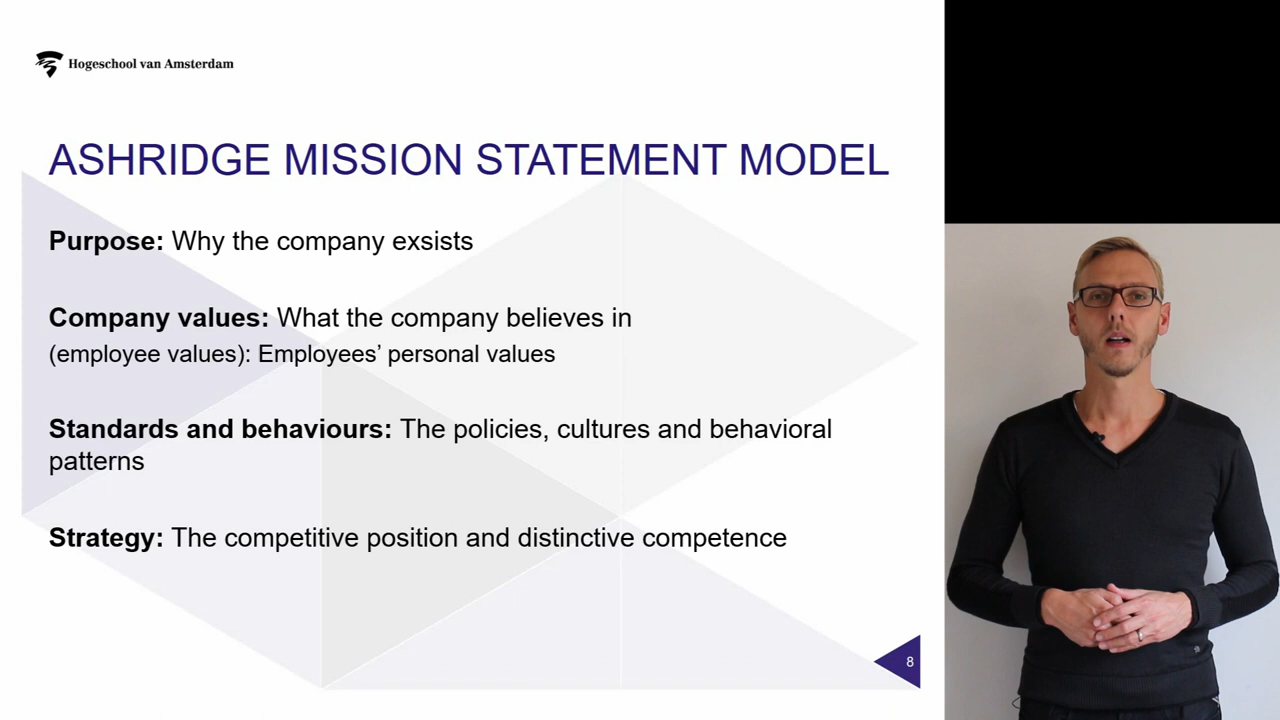 Hogeschool van Amsterdam
ASHRIDGE MISSION STATEMENT MODEL
Purpose: Why the company exsists
Company values: What the company believes in
(employee values): Employees’ personal values
Standards and behaviours: The policies, cultures and behavioral
patterns
Strategy: The competitive position and distinctive competence
8